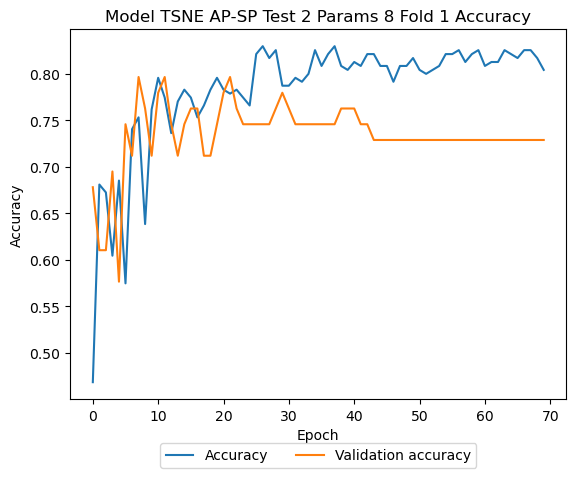 Model TSNE AP-SP Test 2 Params 8 Fold 1 Accuracy
0.80
0.75
0.70
0.65
0.60
0.55
0.50
Accuracy
0 10 20 30 40 50 60 70
Epoch
Accuracy Validation accuracy